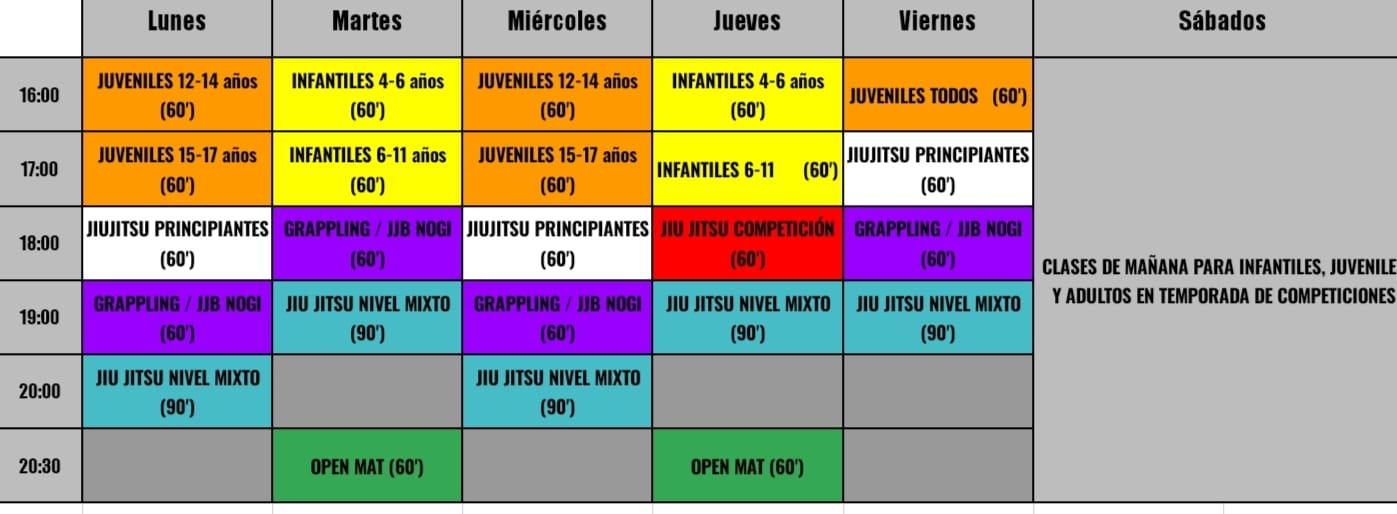 Lunes Martes Miércoles Jueves Viernes Sábados
16:00
JUVENILES 12-14 años
(60')
INFANTILES 4-6 años
(60')
JUVENILES 12-14 años
(60')
INFANTILES 4-6 años
(60')
JUVENILES TODOS (60')
17:00
JUVENILES 15-17 años
(60')
INFANTILES 6-11 años
(60')
JUVENILES 15-17 años
(60')
INFANTILES 6-11 (60')
JIUJITSU PRINCIPIANTES
(60')
18:00
JIUJITSU PRINCIPIANTES
(60')
GRAPPLING / JJB NOGI
(60')
JIUJITSU PRINCIPIANTES
(60')
JIU JITSU COMPETICIÓN
(60')
GRAPPLING / JJB NOGI
(60')
19:00
GRAPPLING / JJB NOGI
(60')
JIU JITSU NIVEL MIXTO
(90')
GRAPPLING / JJB NOGI
(60')
JIU JITSU NIVEL MIXTO
(90')
JIU JITSU NIVEL MIXTO
(90')
20:00
JIU JITSU NIVEL MIXTO
(90')
JIU JITSU NIVEL MIXTO
(90')
20:30
OPEN MAT (60')
OPEN MAT (60')
CLASES DE MAÑANA PARA INFANTILES, JUVENILE
Y ADULTOS EN TEMPORADA DE COMPETICIONES